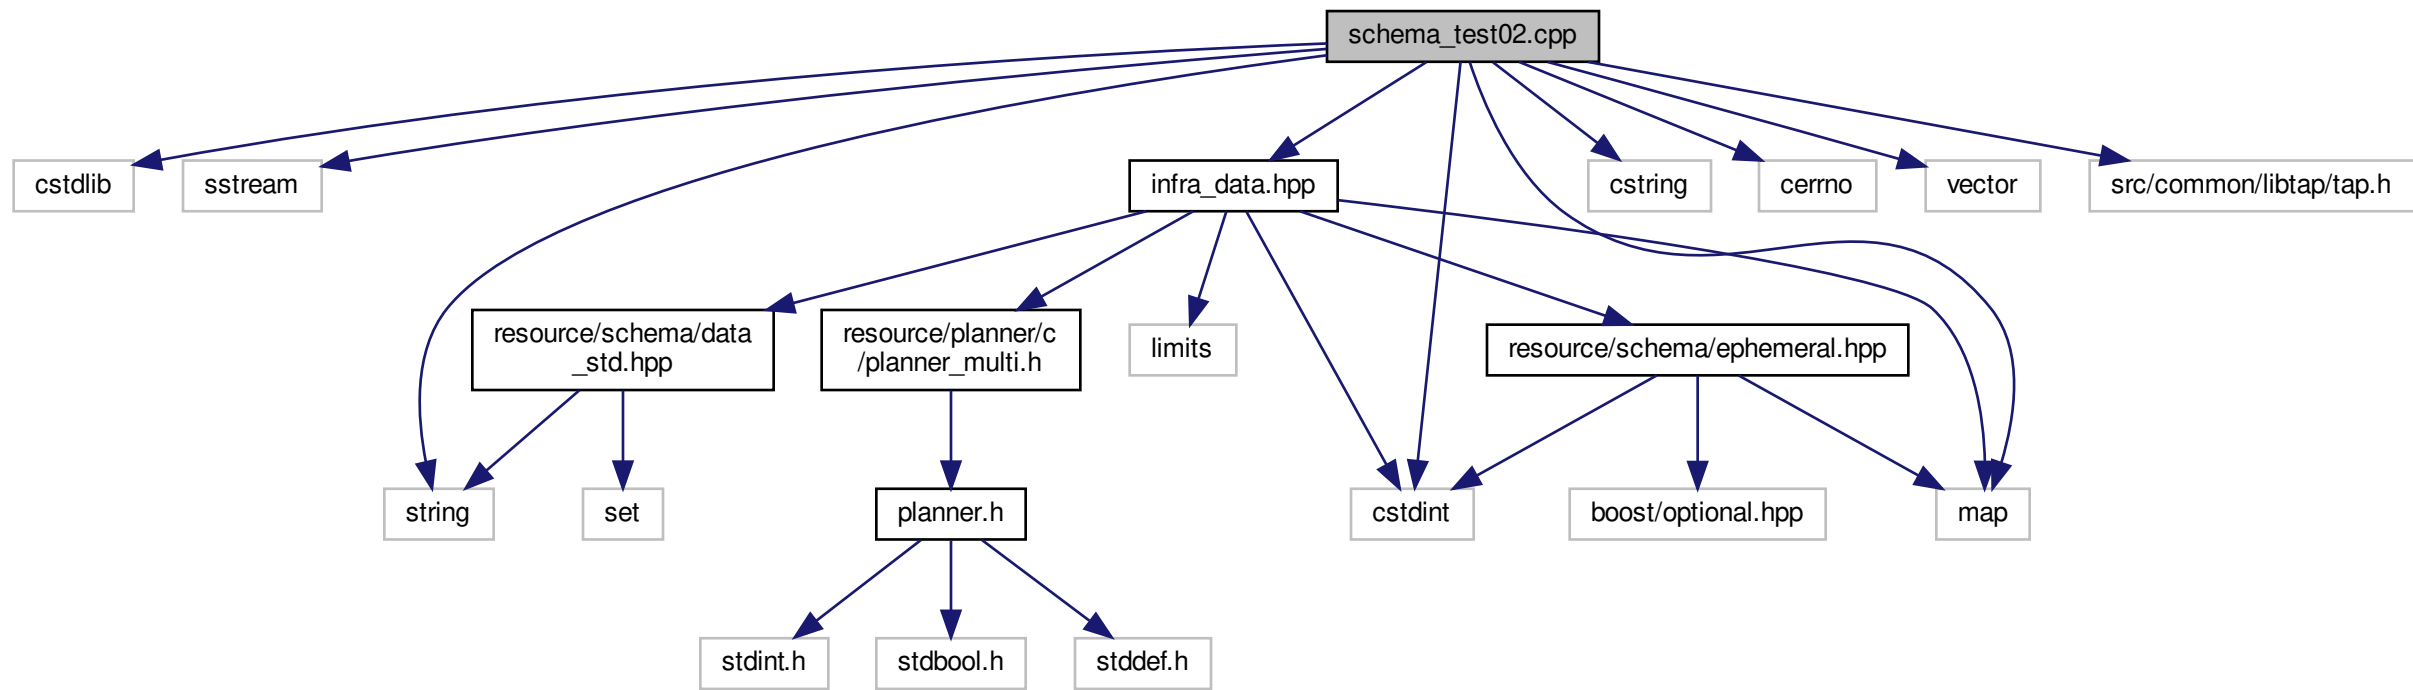 schema_test02.cpp
cstdlib
sstream
infra_data.hpp
cstring
cerrno
vector
src/common/libtap/tap.h
resource/schema/data
_std.hpp
resource/planner/c
/planner_multi.h
limits
resource/schema/ephemeral.hpp
string
set
planner.h
cstdint
boost/optional.hpp
map
stdint.h
stdbool.h
stddef.h